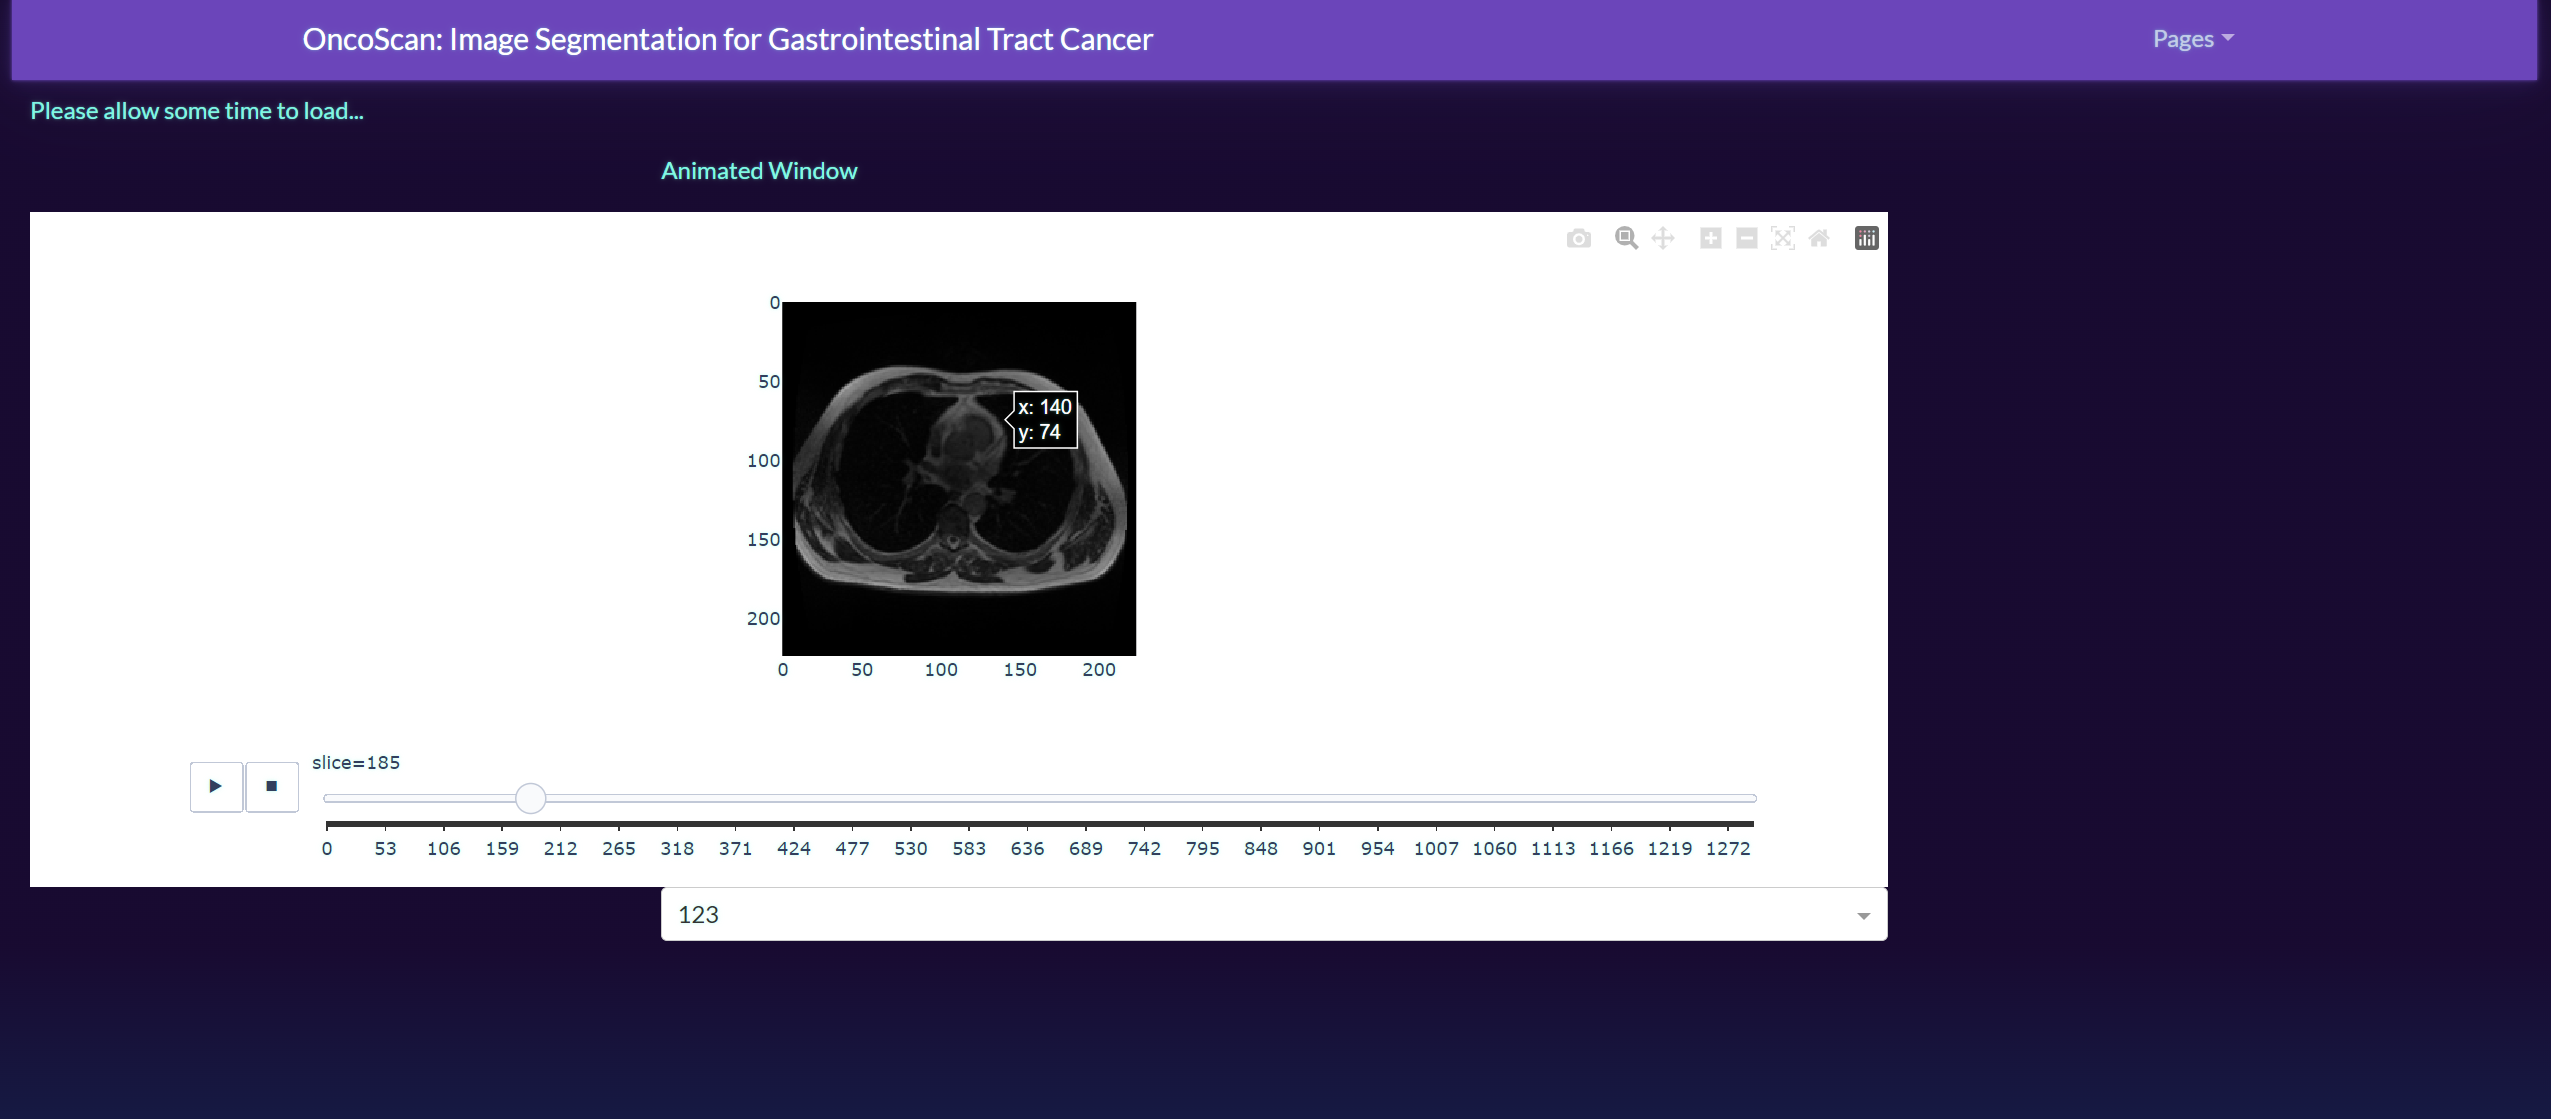 OncoScan: Image Segmentation for Gastrointestinal Tract Cancer
Pages
Please allow some time to load...
Animated Window
0
50
100
150
200
x: 140
y: 74
0 50 100 150 200
slice=185
0 53 106 159 212 265 318 371 424 477 530 583 636 689 742 795 848 901 954 1007 1060 1113 1166 1219 1272
123